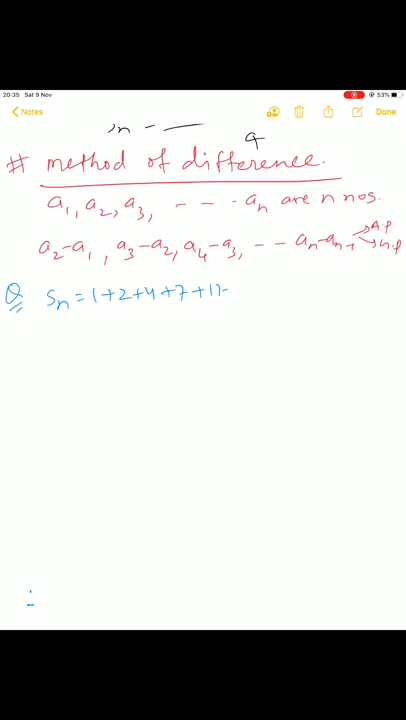 20:35 Sat 9 Nov 53%
Notes Done
n -
# method of difference.
a₁, a₂, a₃, - - - aₙ are n nos.
a₂-a₁, a₃-a₂, a₄-a₃, - - aₙ-aₙ₋₁ → A.P → G.P
Q Sₙ = 1+2+4+7+11+